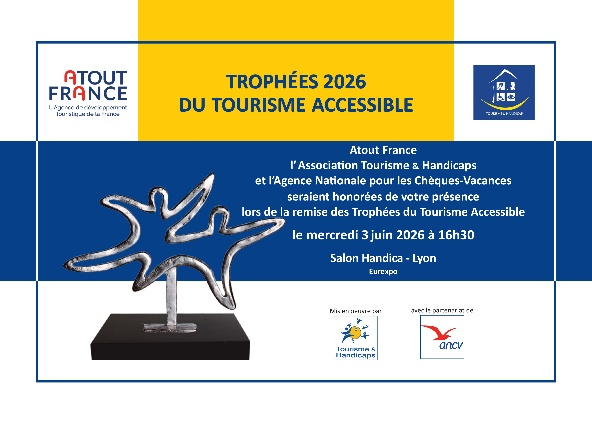 ATOUT
FRANCE
L'Agence de développement
touristique de la France
TROPHÉES 2026
DU TOURISME ACCESSIBLE
TOURISME & HANDICAP
Atout France
l'Association Tourisme & Handicaps
et l'Agence Nationale pour les Chèques-Vacances
seraient honorées de votre présence
lors de la remise des Trophées du Tourisme Accessible
le mercredi 3 juin 2026 à 16h30
Salon Handica - Lyon
Eurexpo
Mis en oeuvre par
avec le partenariat de
Tourisme &
Handicaps
ancv